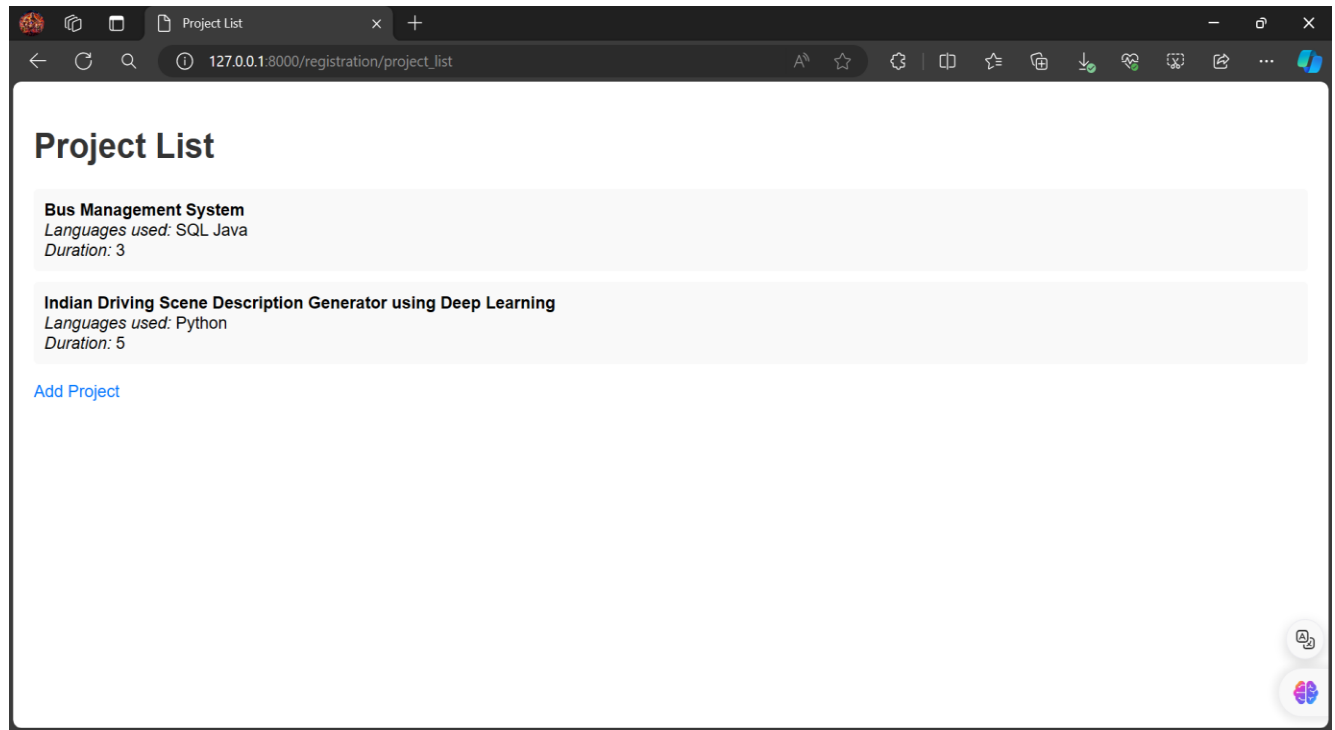 Project List
127.0.0.1:8000/registration/project_list
Project List
Bus Management System
Languages used: SQL Java
Duration: 3
Indian Driving Scene Description Generator using Deep Learning
Languages used: Python
Duration: 5
Add Project